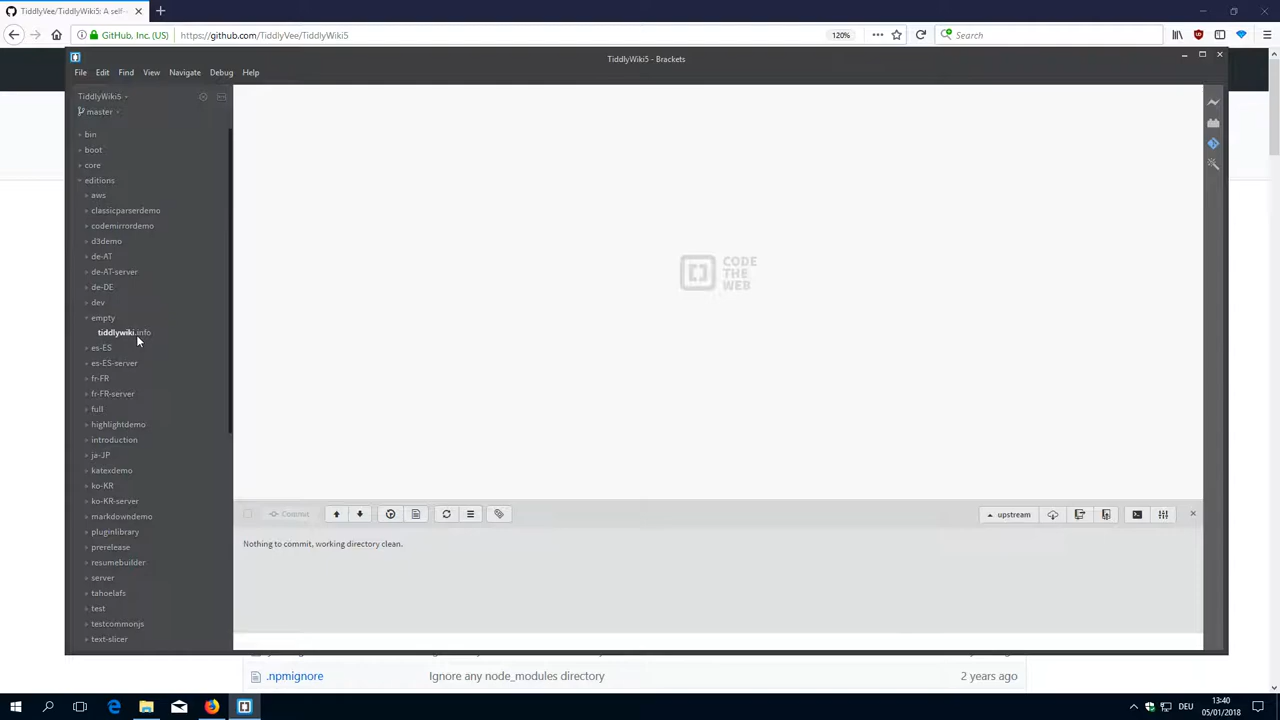 TiddlyVee/TiddlyWiki5: A self-
GitHub, Inc. (US)
https://github.com/TiddlyVee/TiddlyWiki5
120%
Search
TiddlyWiki5 - Brackets
File Edit Find View Navigate Debug Help
TiddlyWiki5
master
bin
boot
core
editions
aws
classicparserdemo
codemirrordemo
d3demo
de-AT
de-AT-server
de-DE
dev
empty
tiddlywiki.info
es-ES
es-ES-server
fr-FR
fr-FR-server
full
highlightdemo
introduction
ja-JP
katexdemo
ko-KR
ko-KR-server
markdowndemo
pluginlibrary
prerelease
resumebuilder
server
tahoelafs
test
testcommonjs
text-slicer
CODE
THE
WEB
Commit
upstream
Nothing to commit, working directory clean.
.npmignore
Ignore any node_modules directory
2 years ago
DEU
13:40
05/01/2018